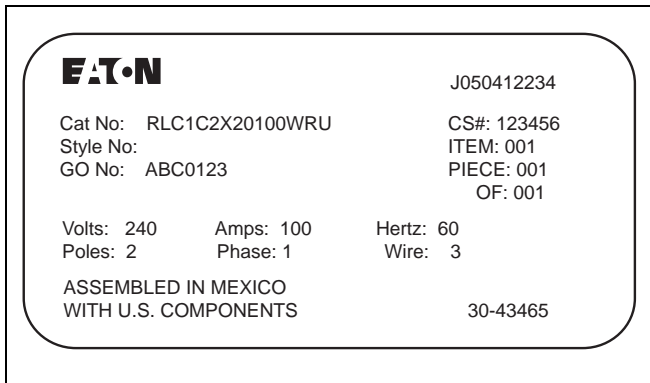 EATON
J050412234
Cat No: RLC1C2X20100WRU CS#: 123456
Style No: ITEM: 001
GO No: ABC0123 PIECE: 001
OF: 001
Volts: 240 Amps: 100 Hertz: 60
Poles: 2 Phase: 1 Wire: 3
ASSEMBLED IN MEXICO
WITH U.S. COMPONENTS 30-43465